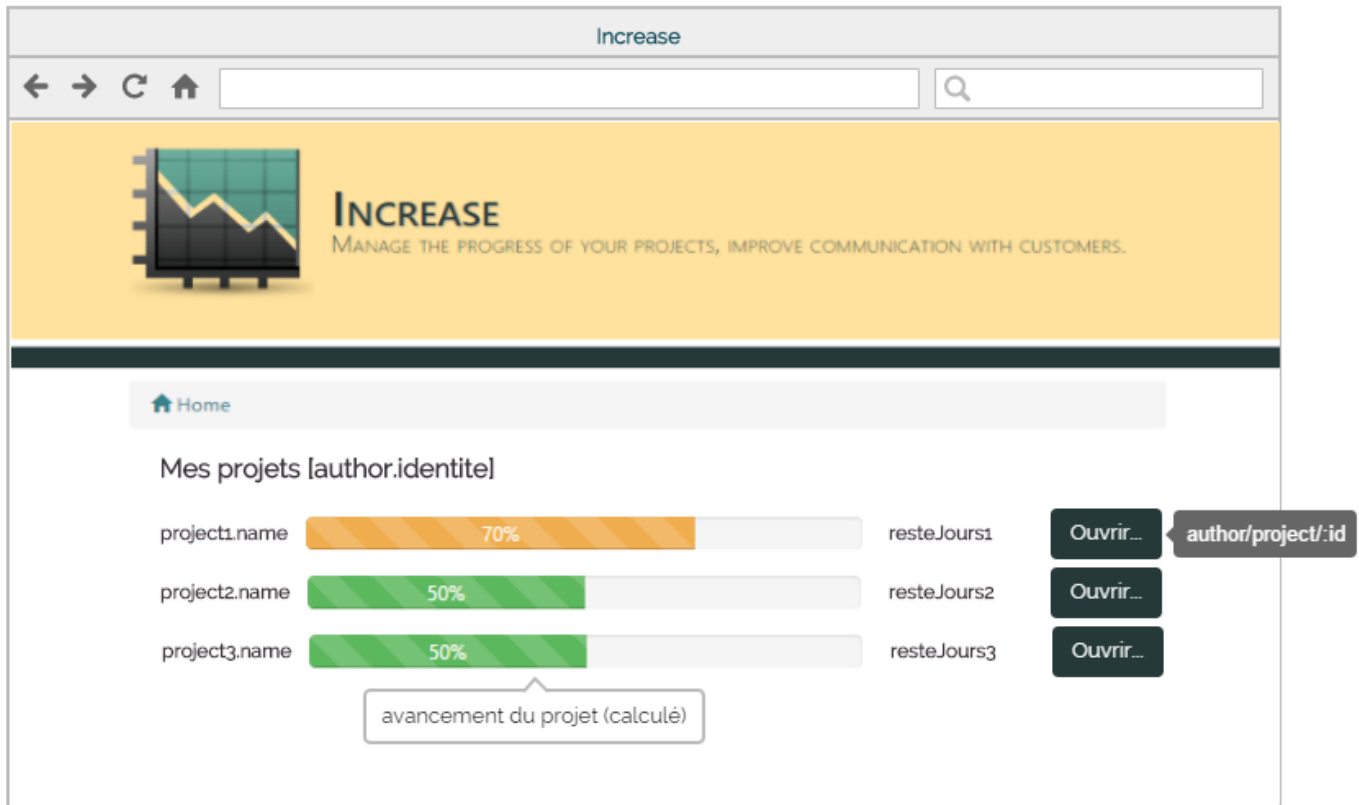 Increase
INCREASE
MANAGE THE PROGRESS OF YOUR PROJECTS, IMPROVE COMMUNICATION WITH CUSTOMERS.
Home
Mes projets [author.identite]
project1.name 70% resteJours1 Ouvrir... author/project/:id
project2.name 50% resteJours2 Ouvrir...
project3.name 50% resteJours3 Ouvrir...
avancement du projet (calculé)